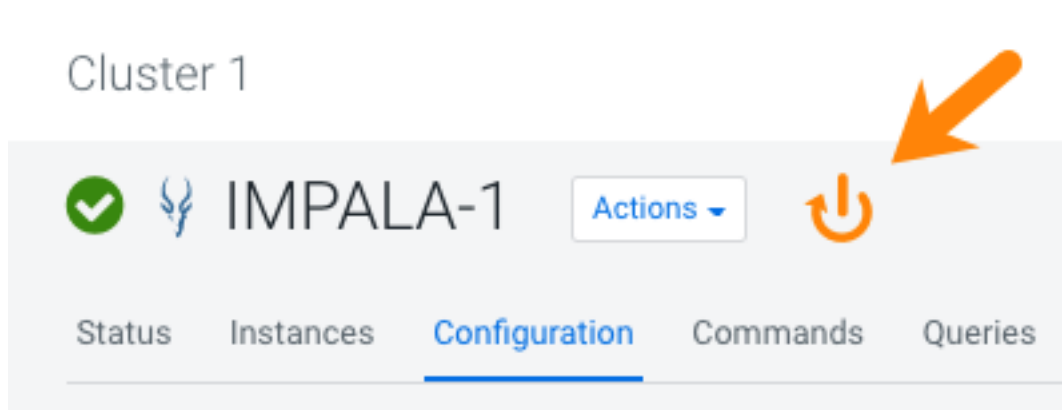 Cluster 1
IMPALA-1 Actions
Status Instances Configuration Commands Queries